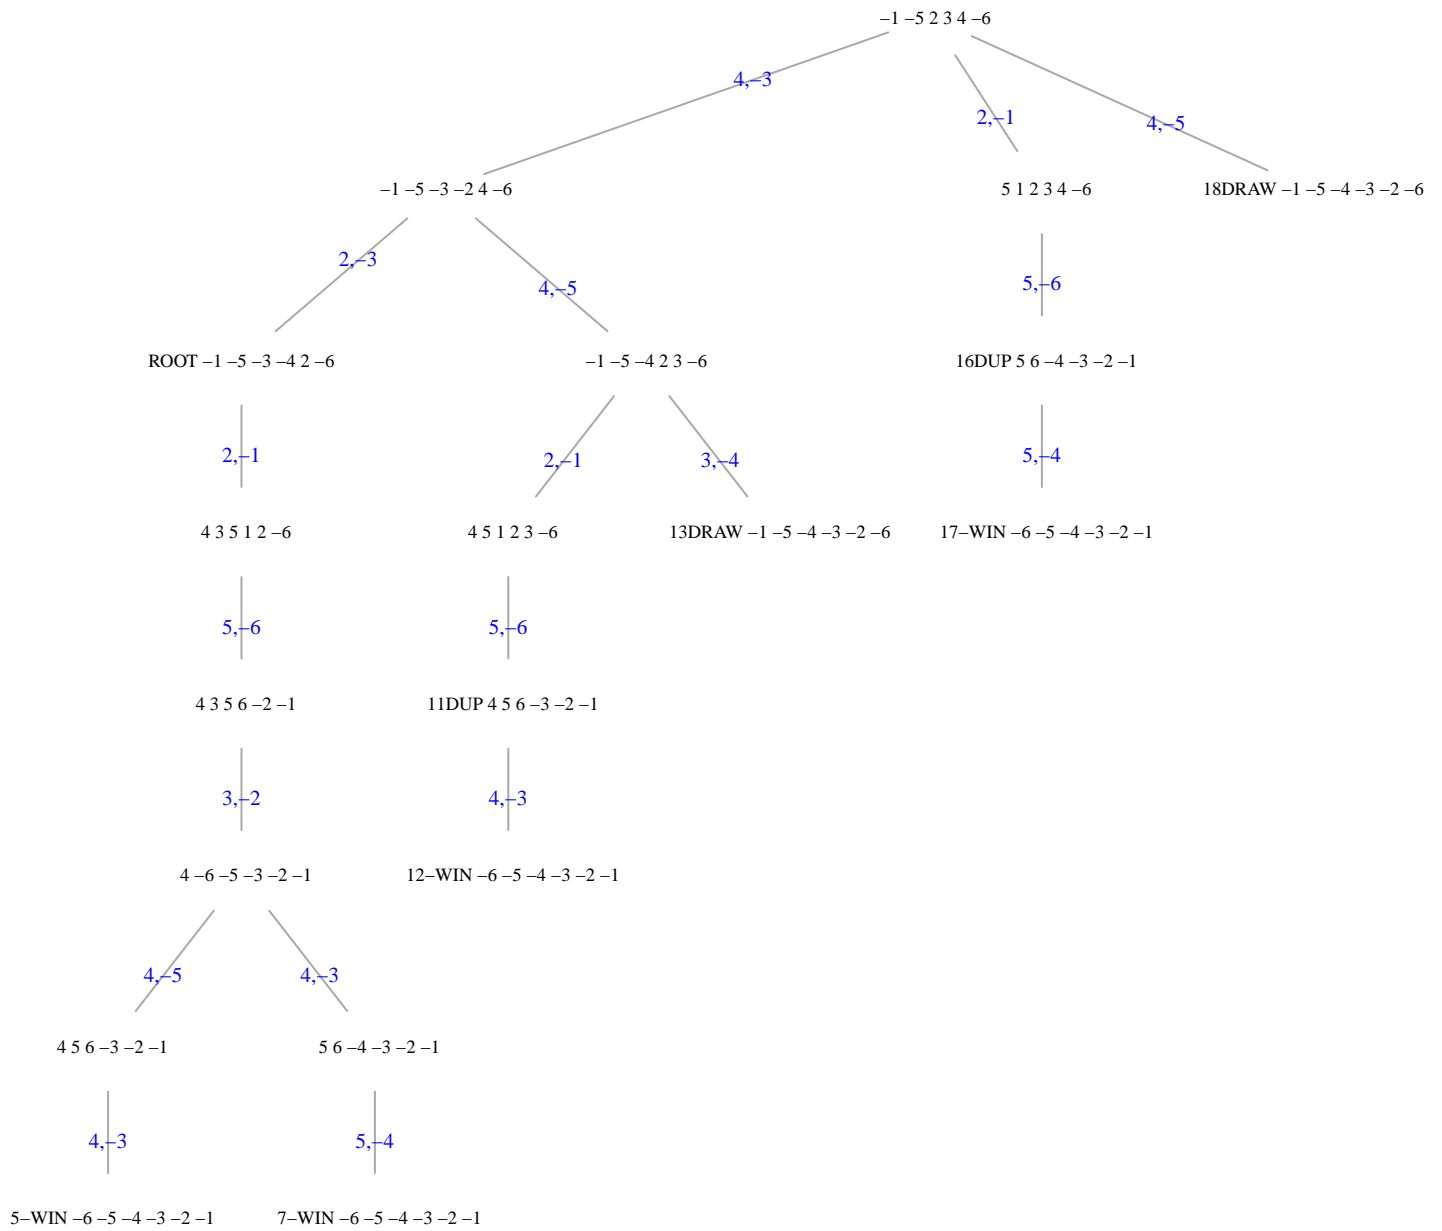 –1 –5 2 3 4 –6
4,–3
2,–1
4,–5
–1 –5 –3 –2 4 –6
5 1 2 3 4 –6
18DRAW –1 –5 –4 –3 –2 –6
2,–3
4,–5
5,–6
ROOT –1 –5 –3 –4 2 –6
–1 –5 –4 2 3 –6
16DUP 5 6 –4 –3 –2 –1
2,–1
2,–1
3,–4
5,–4
4 3 5 1 2 –6
4 5 1 2 3 –6
13DRAW –1 –5 –4 –3 –2 –6
17–WIN –6 –5 –4 –3 –2 –1
5,–6
5,–6
4 3 5 6 –2 –1
11DUP 4 5 6 –3 –2 –1
3,–2
4,–3
4 –6 –5 –3 –2 –1
12–WIN –6 –5 –4 –3 –2 –1
4,–5
4,–3
4 5 6 –3 –2 –1
5 6 –4 –3 –2 –1
4,–3
5,–4
5–WIN –6 –5 –4 –3 –2 –1
7–WIN –6 –5 –4 –3 –2 –1